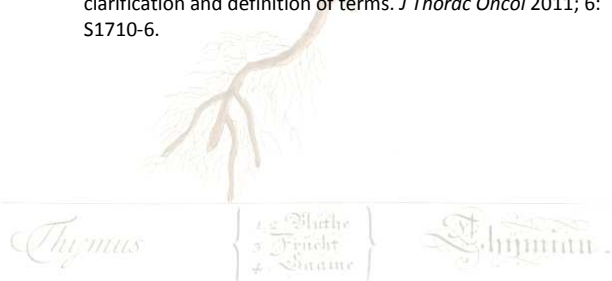 clarification and definition of terms. J Thorac Oncol 2011; 6:
S1710-6.
Thymus
1. 2 Blüthe
3 Frücht
4. Saame
Thymian.